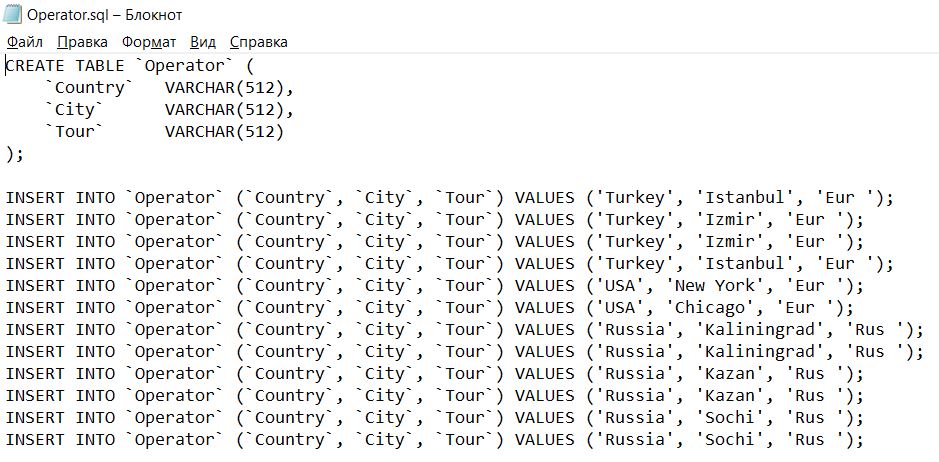 Operator.sql – Блокнот
Файл Правка Формат Вид Справка
CREATE TABLE `Operator` (
    `Country`   VARCHAR(512),
    `City`      VARCHAR(512),
    `Tour`      VARCHAR(512)
);
INSERT INTO `Operator` (`Country`, `City`, `Tour`) VALUES ('Turkey', 'Istanbul', 'Eur ');
INSERT INTO `Operator` (`Country`, `City`, `Tour`) VALUES ('Turkey', 'Izmir', 'Eur ');
INSERT INTO `Operator` (`Country`, `City`, `Tour`) VALUES ('Turkey', 'Izmir', 'Eur ');
INSERT INTO `Operator` (`Country`, `City`, `Tour`) VALUES ('Turkey', 'Istanbul', 'Eur ');
INSERT INTO `Operator` (`Country`, `City`, `Tour`) VALUES ('USA', 'New York', 'Eur ');
INSERT INTO `Operator` (`Country`, `City`, `Tour`) VALUES ('USA', 'Chicago', 'Eur ');
INSERT INTO `Operator` (`Country`, `City`, `Tour`) VALUES ('Russia', 'Kaliningrad', 'Rus ');
INSERT INTO `Operator` (`Country`, `City`, `Tour`) VALUES ('Russia', 'Kaliningrad', 'Rus ');
INSERT INTO `Operator` (`Country`, `City`, `Tour`) VALUES ('Russia', 'Kazan', 'Rus ');
INSERT INTO `Operator` (`Country`, `City`, `Tour`) VALUES ('Russia', 'Kazan', 'Rus ');
INSERT INTO `Operator` (`Country`, `City`, `Tour`) VALUES ('Russia', 'Sochi', 'Rus ');
INSERT INTO `Operator` (`Country`, `City`, `Tour`) VALUES ('Russia', 'Sochi', 'Rus ');